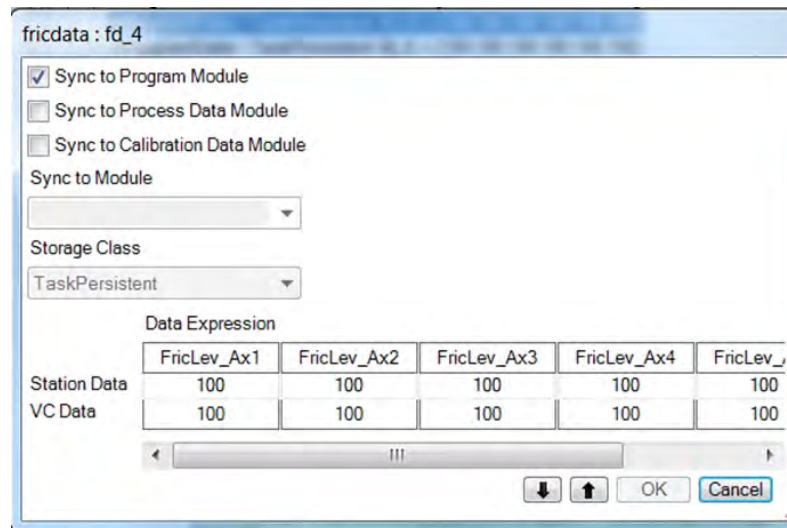 fricdata : fd_4
Sync to Program Module
Sync to Process Data Module
Sync to Calibration Data Module
Sync to Module
Storage Class
TaskPersistent
Data Expression
FricLev_Ax1 FricLev_Ax2 FricLev_Ax3 FricLev_Ax4 FricLev_
Station Data 100 100 100 100 100
VC Data 100 100 100 100 100
OK Cancel